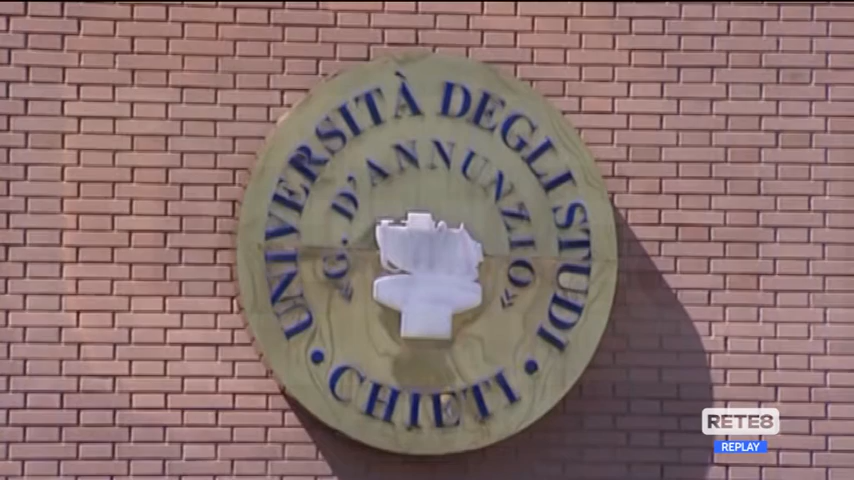 UNIVERSITÀ DEGLI STUDI
«G. D'ANNUNZIO«
• CHIETI •
RETE8
REPLAY